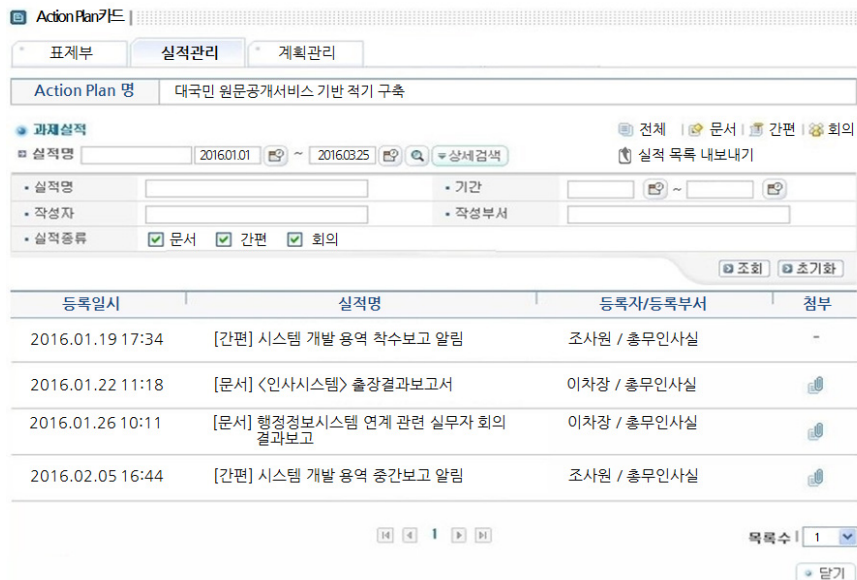 Action Plan카드
표제부 실적관리 계획관리
Action Plan 명 대국민 원문공개서비스 기반 적기 구축
과제실적 전체 문서 간편 회의
실적명 2016.01.01 ~ 2016.03.25 상세검색 실적 목록 내보내기
실적명 기간 ~
작성자 작성부서
실적종류 문서 간편 회의
조회 초기화
등록일시 실적명 등록자/등록부서 첨부
2016.01.19 17:34 [간편] 시스템 개발 용역 착수보고 알림 조사원 / 총무인사실 -
2016.01.22 11:18 [문서] <인사시스템> 출장결과보고서 이차장 / 총무인사실
2016.01.26 10:11 [문서] 행정정보시스템 연계 관련 실무자 회의 이차장 / 총무인사실
결과보고
2016.02.05 16:44 [간편] 시스템 개발 용역 중간보고 알림 조사원 / 총무인사실
1 목록수 1
닫기